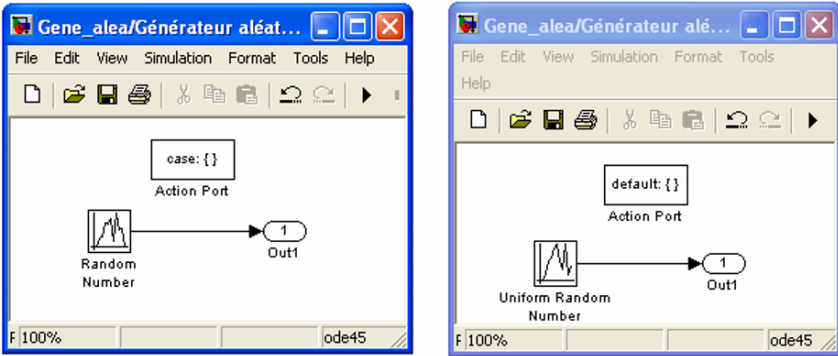 Gene_alea/Générateur aléat...
File Edit View Simulation Format Tools Help
case: { }
Action Port
1
Out1
Random
Number
F 100%
ode45
Gene_alea/Générateur alé...
File Edit View Simulation Format Tools
Help
default: { }
Action Port
1
Out1
Uniform Random
Number
F 100%
ode45